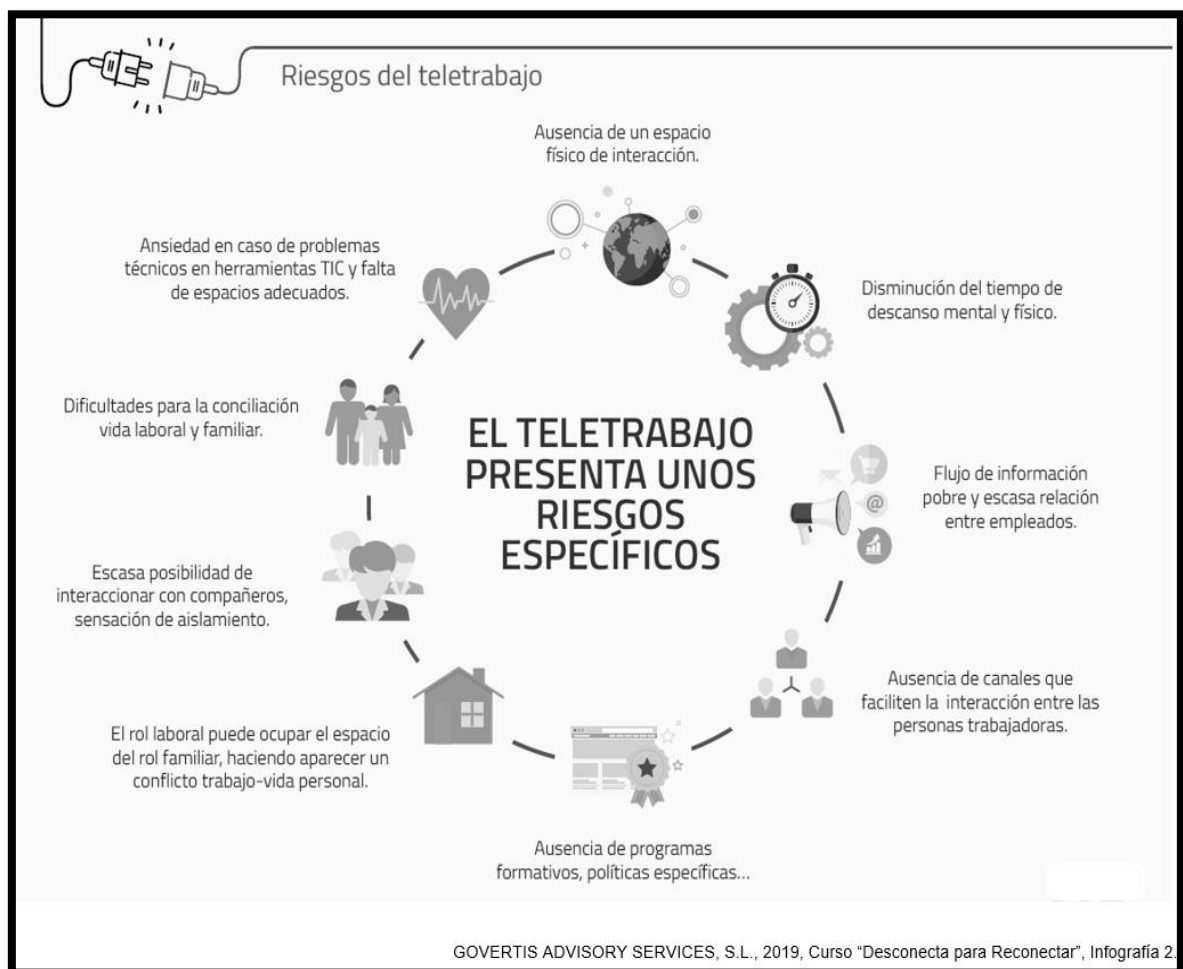 Riesgos del teletrabajo
Ausencia de un espacio
físico de interacción.
Disminución del tiempo de
descanso mental y físico.
Flujo de información
pobre y escasa relación
entre empleados.
@
Ausencia de canales que
faciliten la interacción entre las
personas trabajadoras.
Ausencia de programas
formativos, políticas específicas...
El rol laboral puede ocupar el espacio
del rol familiar, haciendo aparecer un
conflicto trabajo-vida personal.
Escasa posibilidad de
interaccionar con compañeros,
sensación de aislamiento.
Dificultades para la conciliación
vida laboral y familiar.
Ansiedad en caso de problemas
técnicos en herramientas TIC y falta
de espacios adecuados.
EL TELETRABAJO
PRESENTA UNOS
RIESGOS
ESPECÍFICOS
GOVERTIS ADVISORY SERVICES, S.L., 2019, Curso “Desconecta para Reconectar”, Infografía 2.